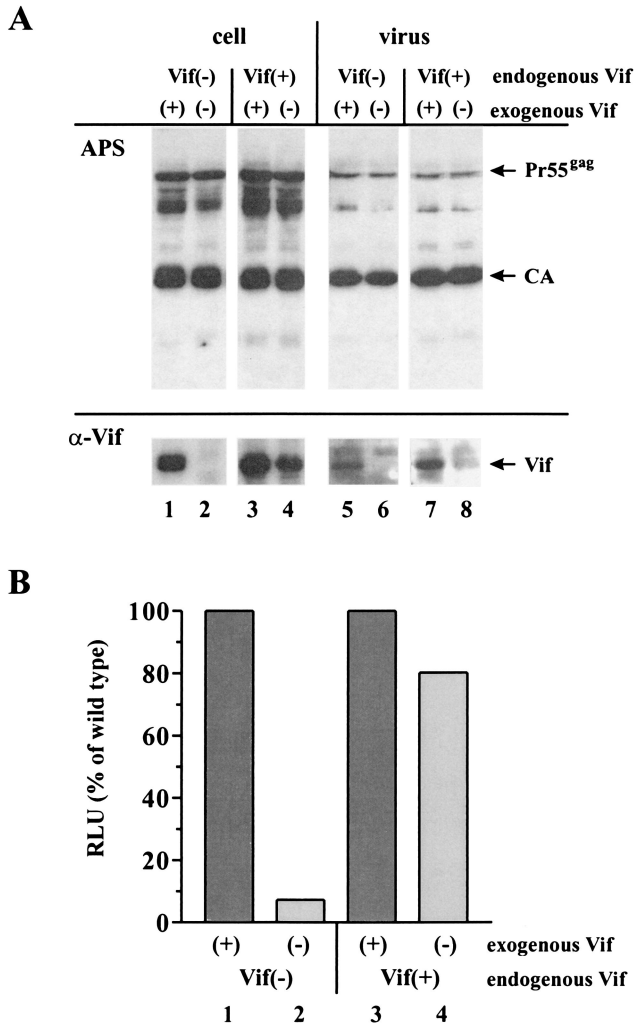 A
cell virus
Vif(-) Vif(+) Vif(-) Vif(+) endogenous Vif
(+) (-) (+) (-) (+) (-) (+) (-) exogenous Vif
APS
Pr55gag
CA
α-Vif
Vif
1 2 3 4 5 6 7 8
B
RLU (% of wild type)
100
80
60
40
20
0
(+) (-) (+) (-) exogenous Vif
Vif(-) Vif(+) endogenous Vif
1 2 3 4